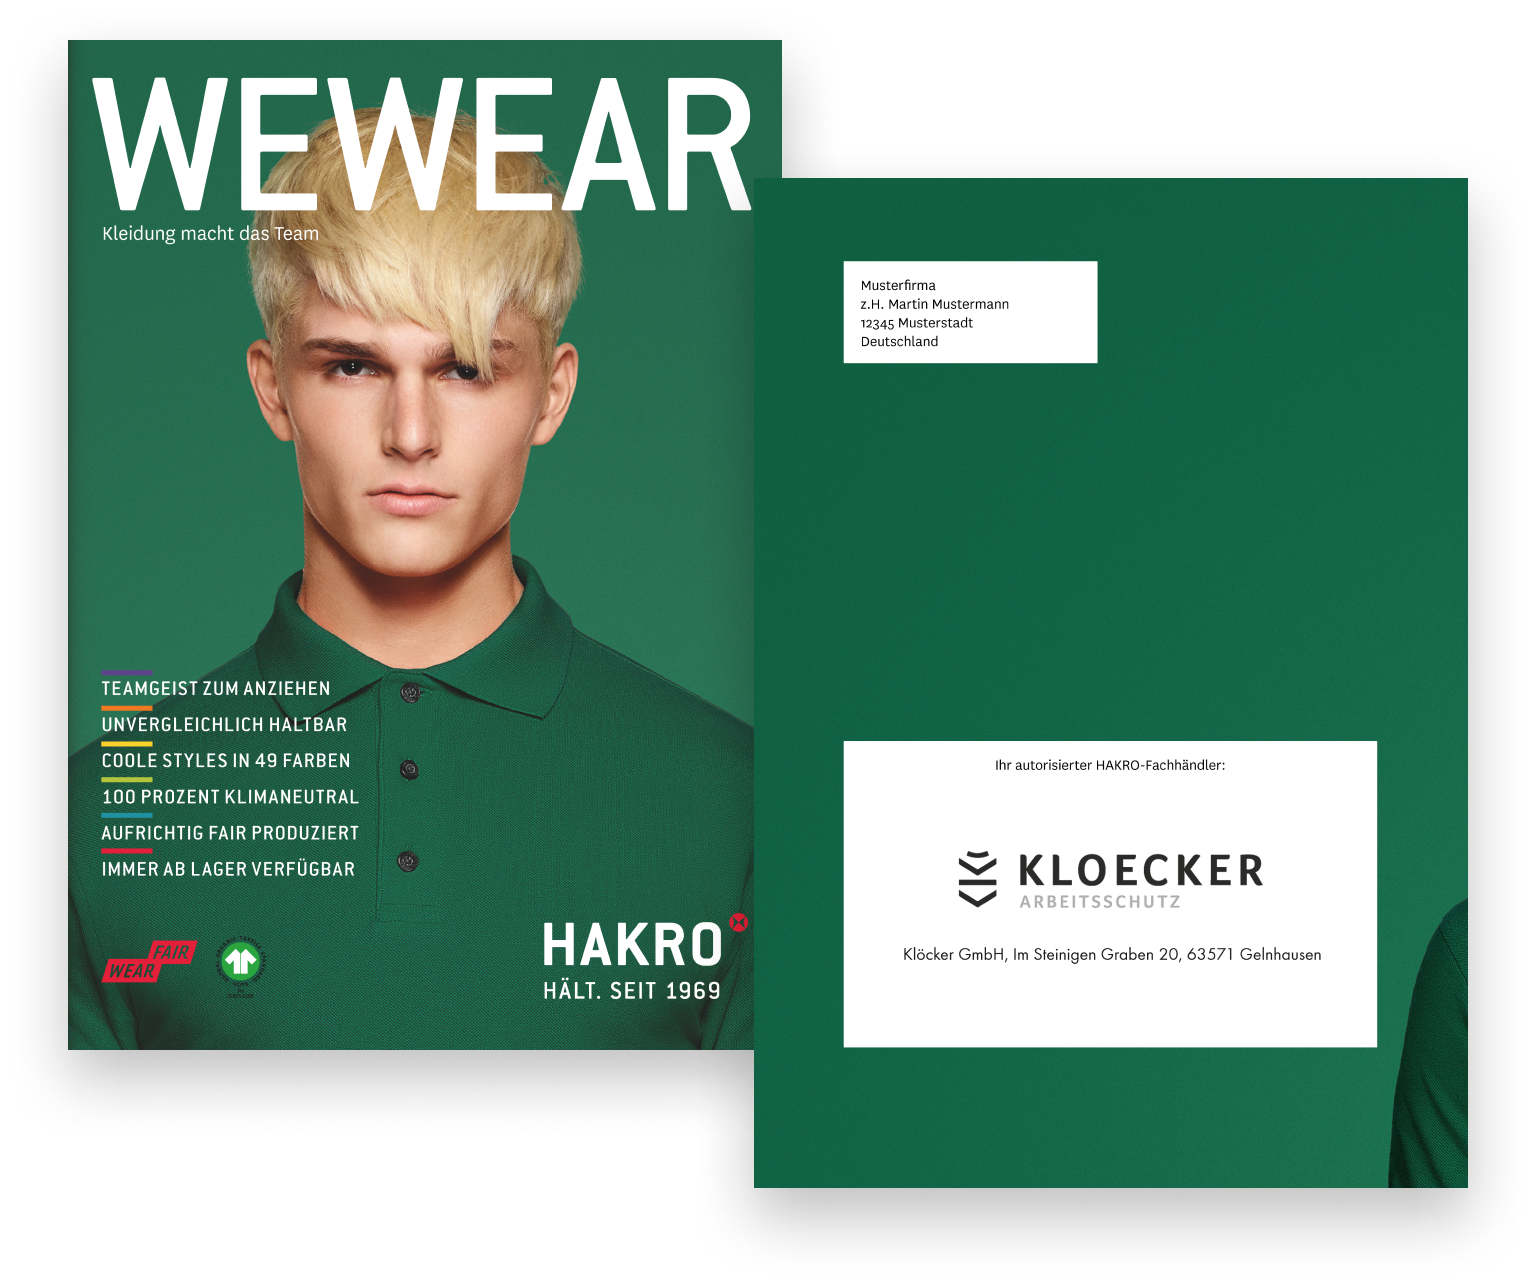 WEWEAR
Kleidung macht das Team
TEAMGEIST ZUM ANZIEHEN
UNVERGLEICHLICH HALTBAR
COOLE STYLES IN 49 FARBEN
100 PROZENT KLIMANEUTRAL
AUFRICHTIG FAIR PRODUZIERT
IMMER AB LAGER VERFÜGBAR
FAIR
WEAR
HAKRO
HÄLT. SEIT 1969
Musterfirma
z.H. Martin Mustermann
12345 Musterstadt
Deutschland
Ihr autorisierter HAKRO-Fachhändler:
KLOECKER
ARBEITSSCHUTZ
Klöcker GmbH, Im Steinigen Graben 20, 63571 Gelnhausen